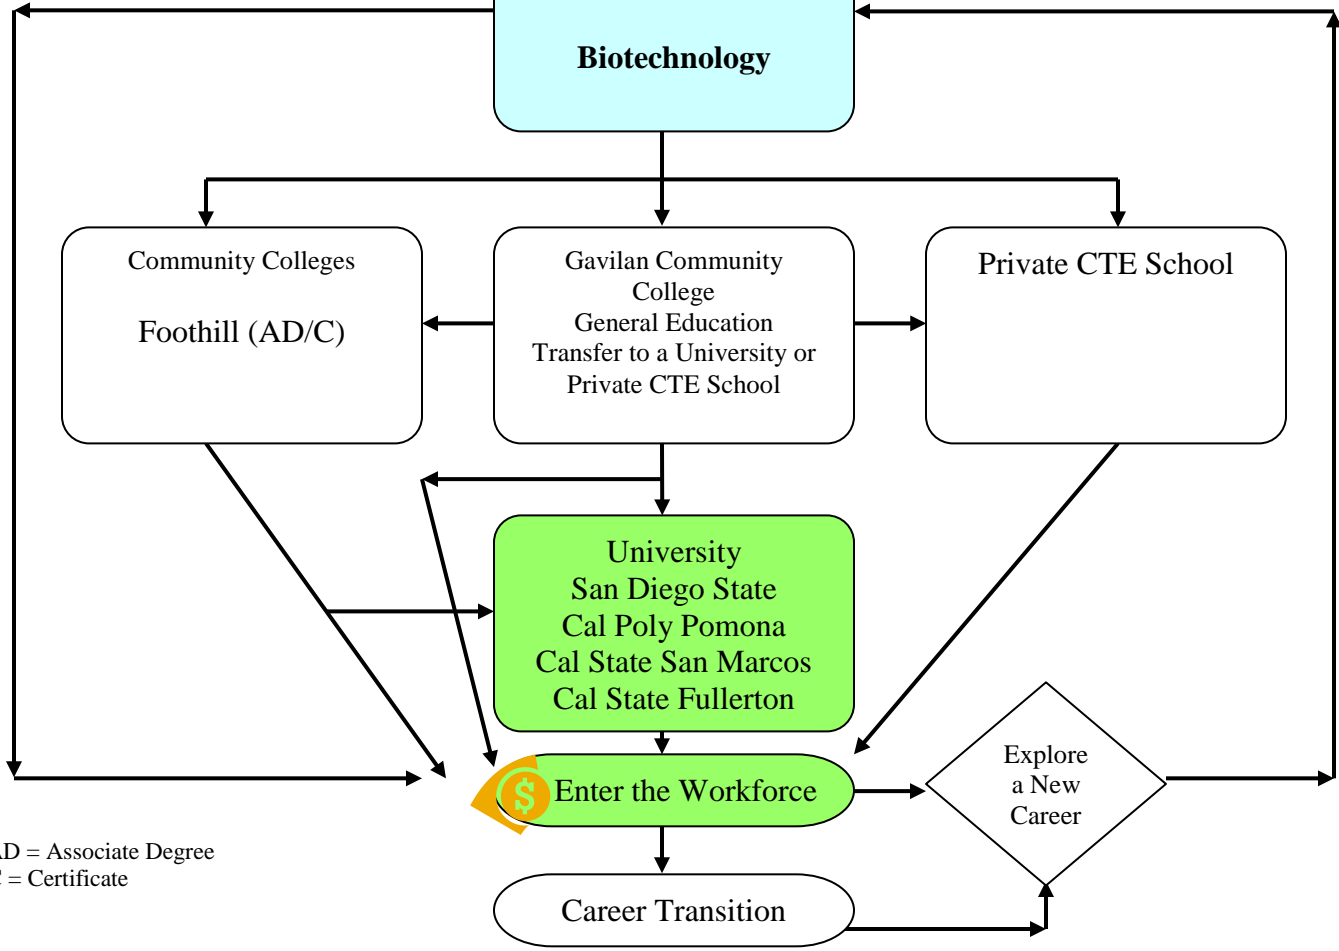 Biotechnology
Community Colleges
Foothill (AD/C)
Gavilan Community
College
General Education
Transfer to a University or
Private CTE School
Private CTE School
University
San Diego State
Cal Poly Pomona
Cal State San Marcos
Cal State Fullerton
Explore
a New
Career
$ Enter the Workforce
AD = Associate Degree
C = Certificate
Career Transition